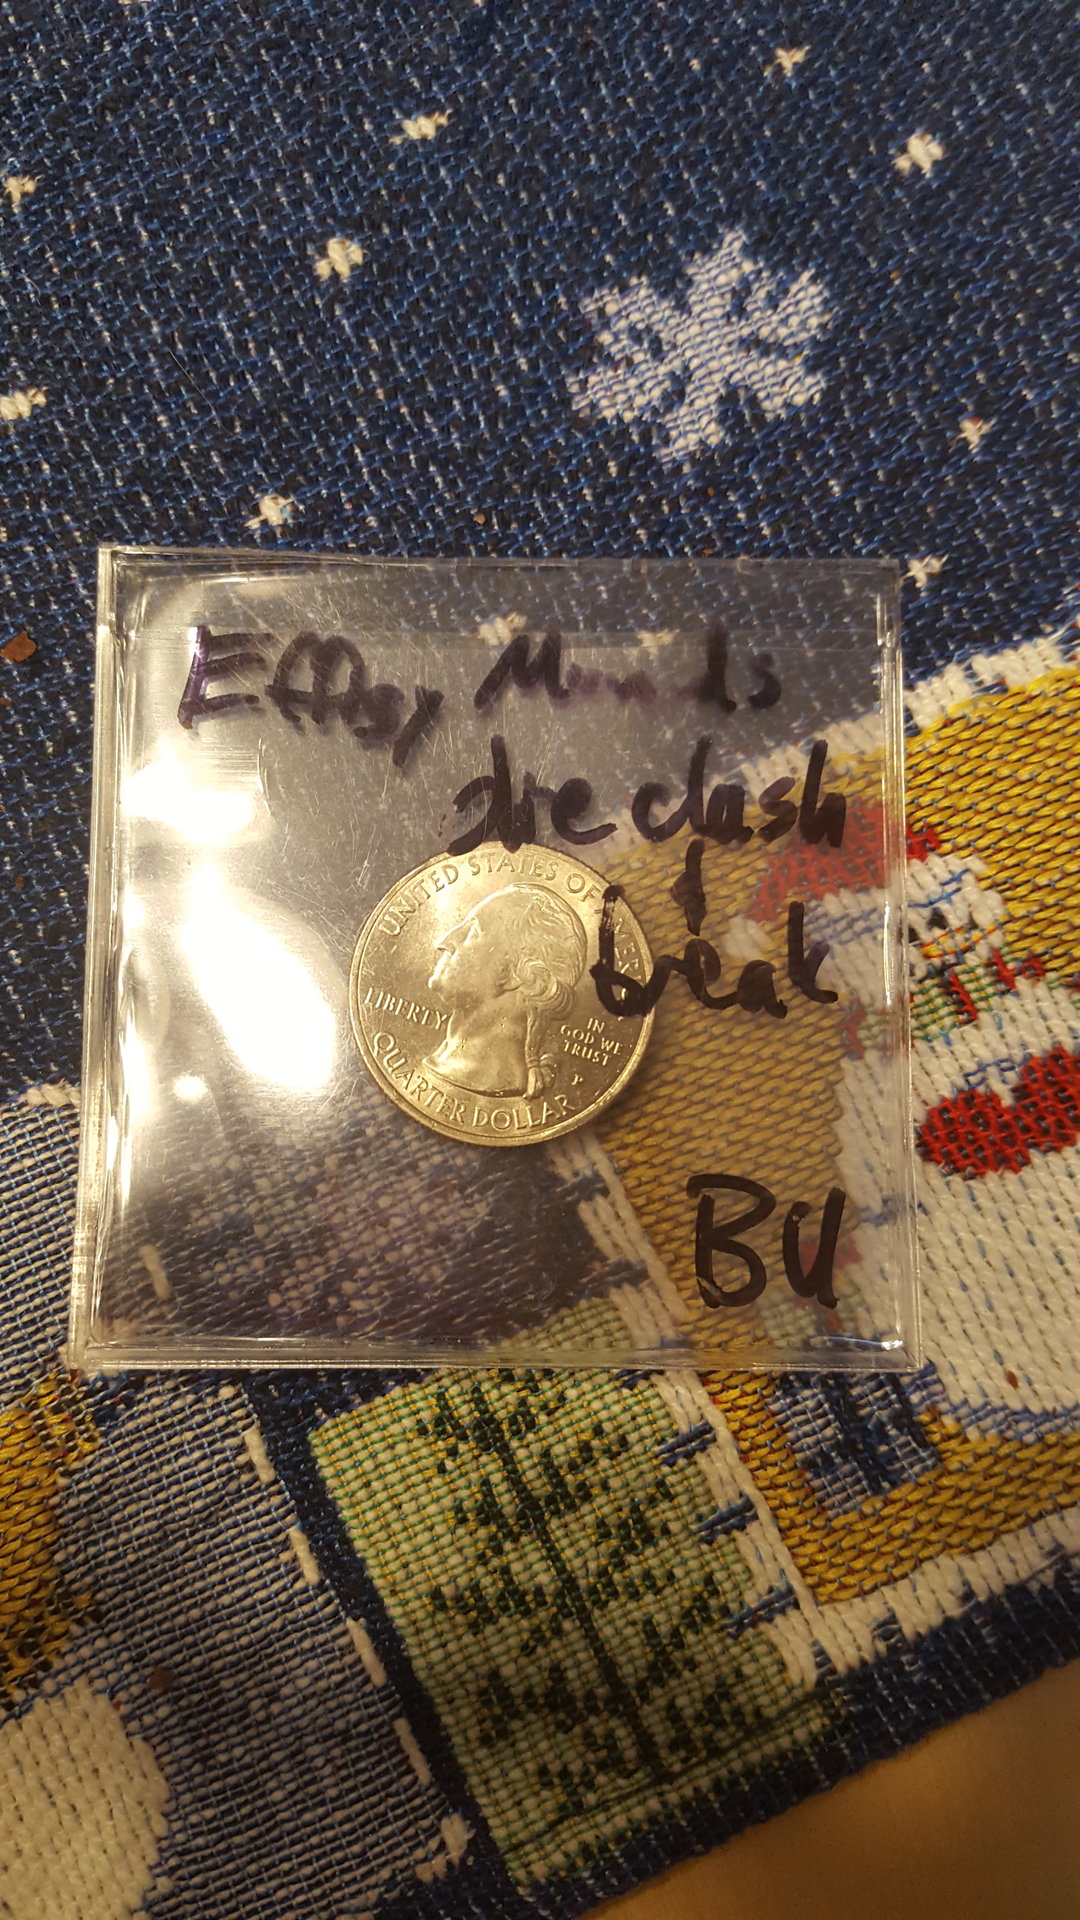 Effigy Mounds
die clash
&
break
UNITED STATES OF AMERICA
LIBERTY
IN
GOD WE
TRUST
P
QUARTER DOLLAR
BU